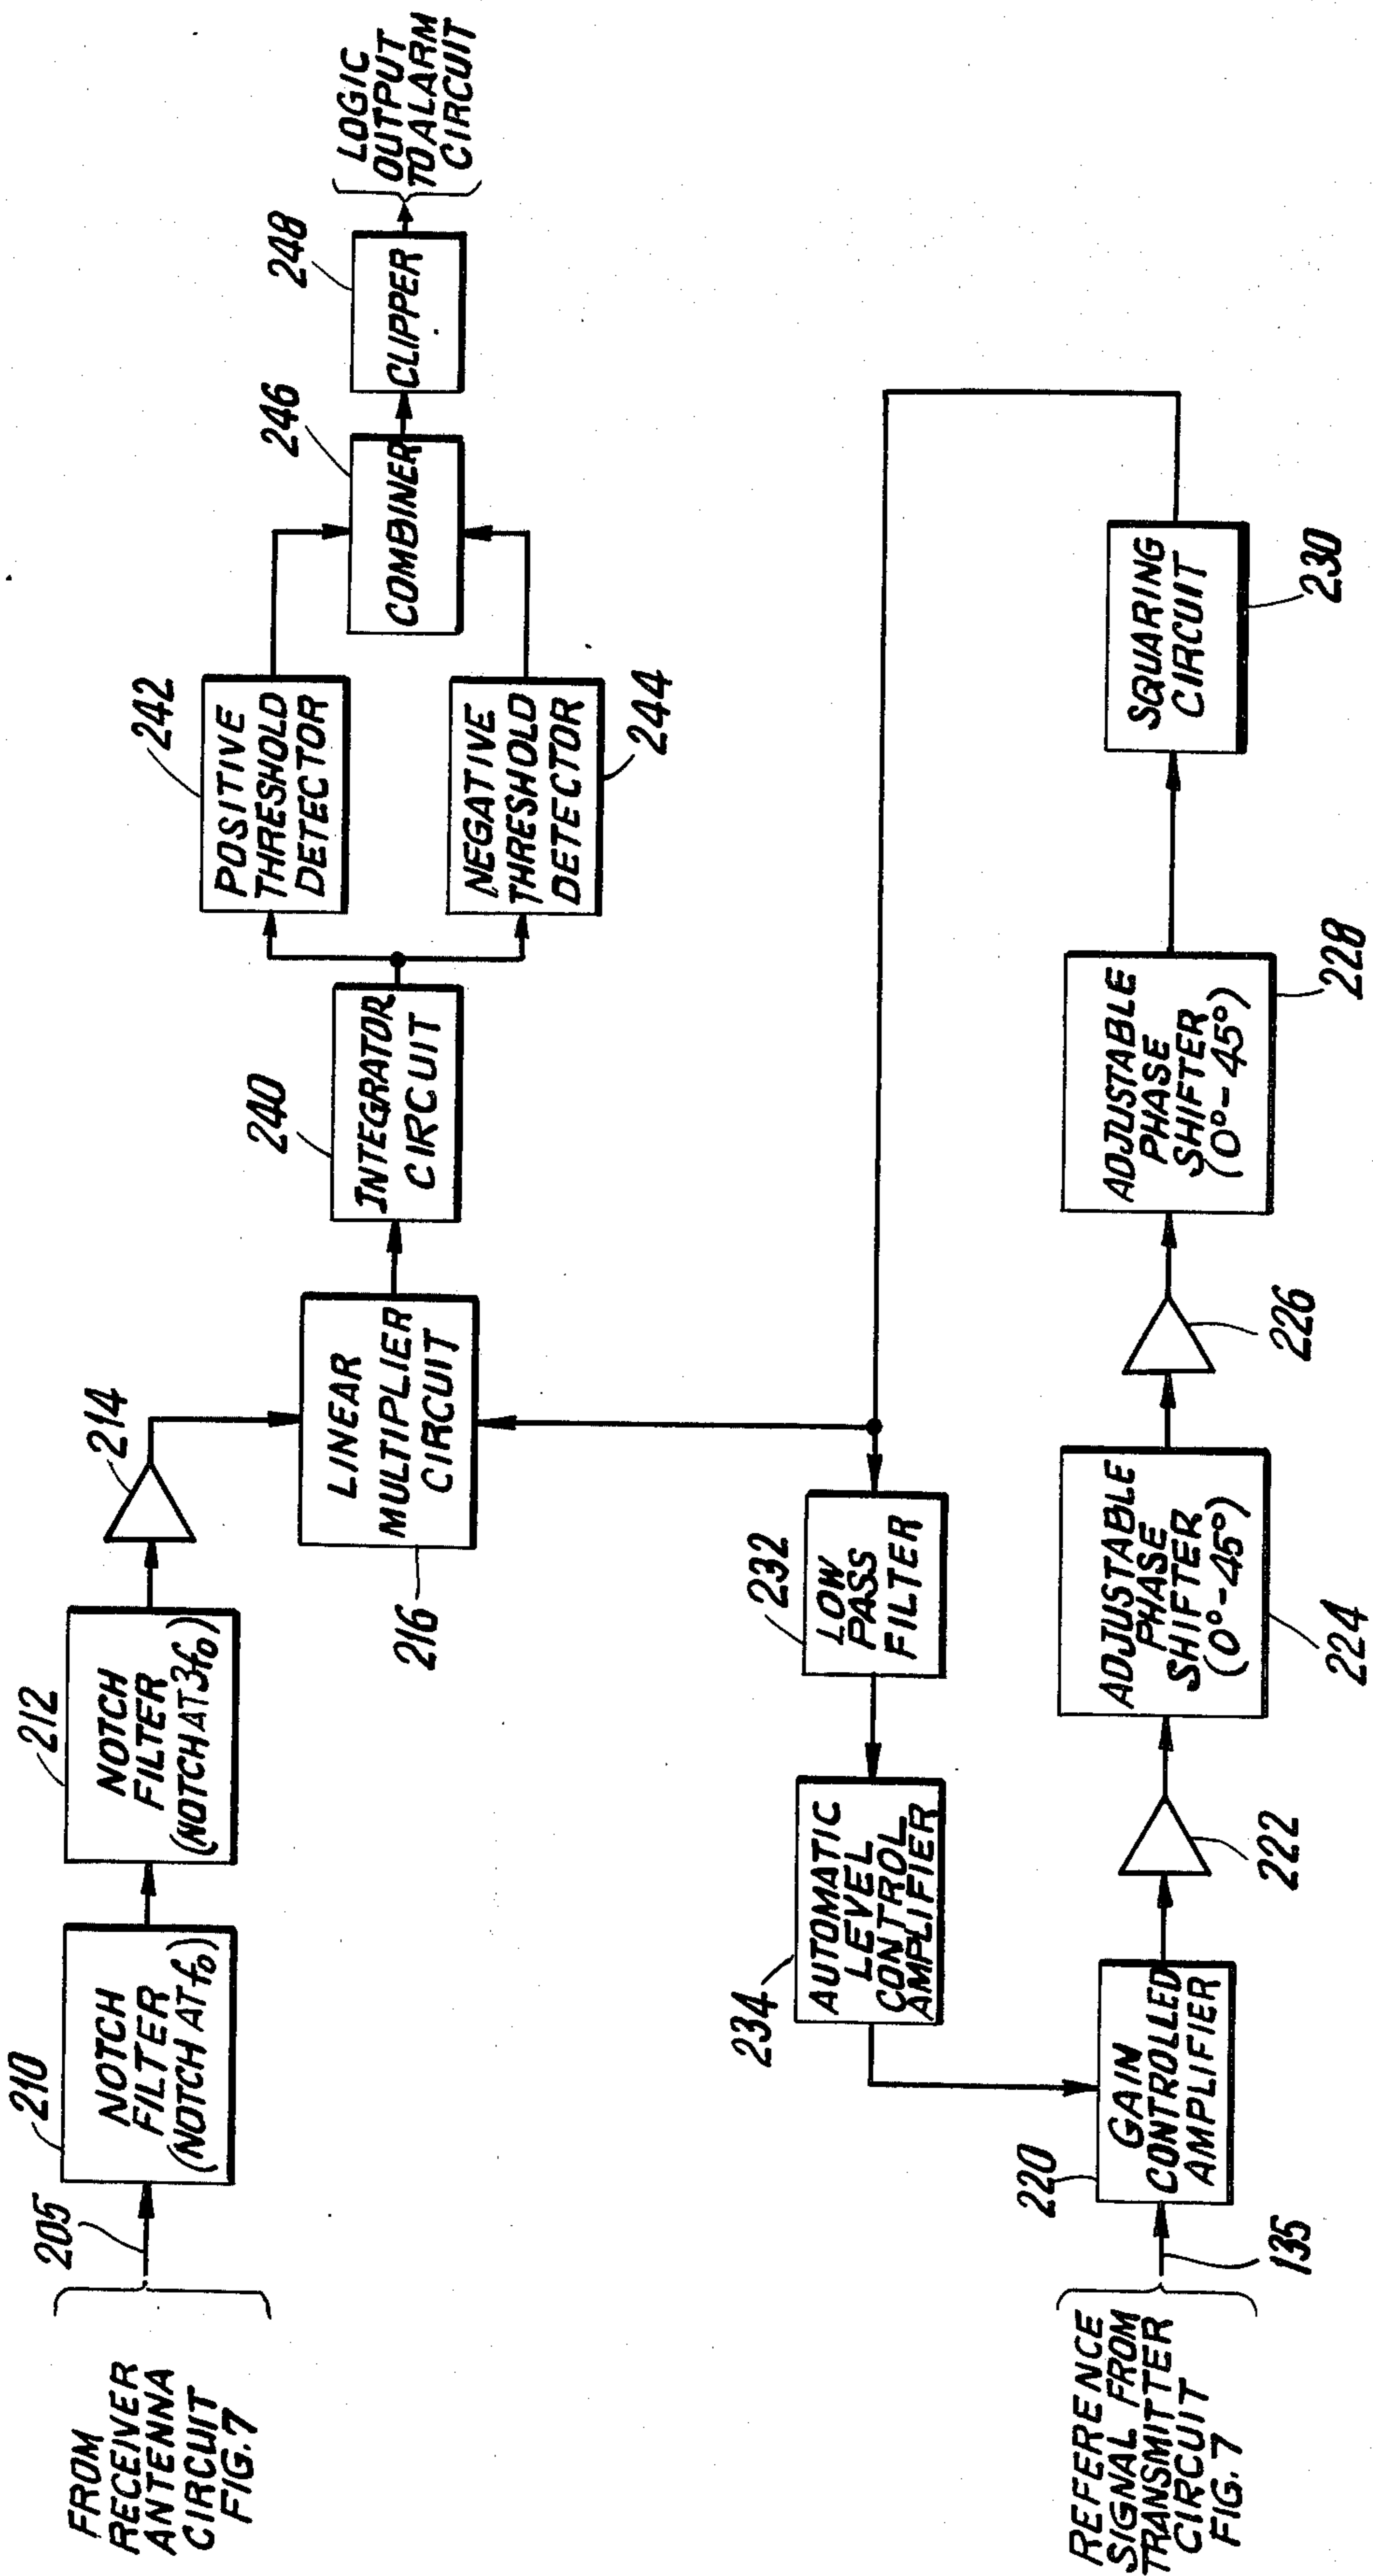 FROM
RECEIVER
ANTENNA
CIRCUIT
FIG. 7
205
210
NOTCH
FILTER
(NOTCH AT f₀)
212
NOTCH
FILTER
(NOTCH AT 3f₀)
214
LINEAR
MULTIPLIER
CIRCUIT
216
240
INTEGRATOR
CIRCUIT
242
POSITIVE
THRESHOLD
DETECTOR
NEGATIVE
THRESHOLD
DETECTOR
244
246
COMBINER
248
CLIPPER
LOGIC
OUTPUT
TO ALARM
CIRCUIT
234
AUTOMATIC
LEVEL
CONTROL
AMPLIFIER
232
LOW
PASS
FILTER
REFERENCE
SIGNAL FROM
TRANSMITTER
CIRCUIT
FIG. 7
135
220
GAIN
CONTROLLED
AMPLIFIER
222
ADJUSTABLE
PHASE
SHIFTER
(0°-45°)
224
226
ADJUSTABLE
PHASE
SHIFTER
(0°-45°)
228
SQUARING
CIRCUIT
230